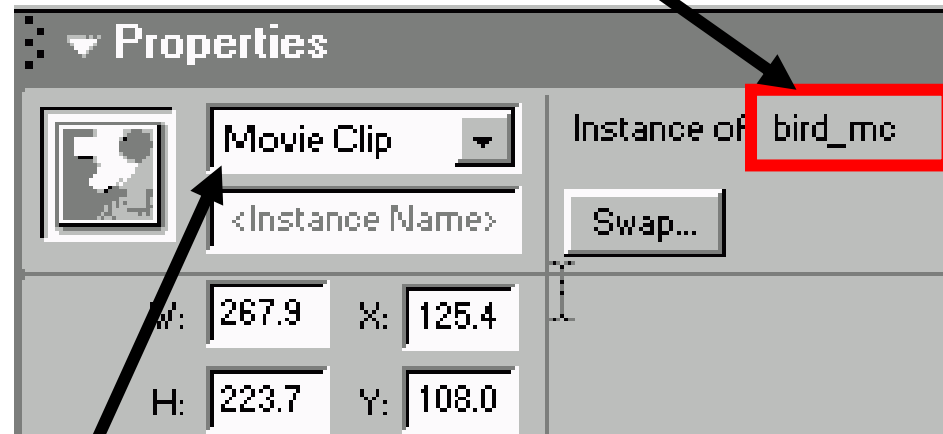 Properties
Movie Clip
Instance of: bird_mc
<Instance Name>
Swap...
W: 267.9 X: 125.4
H: 223.7 Y: 108.0